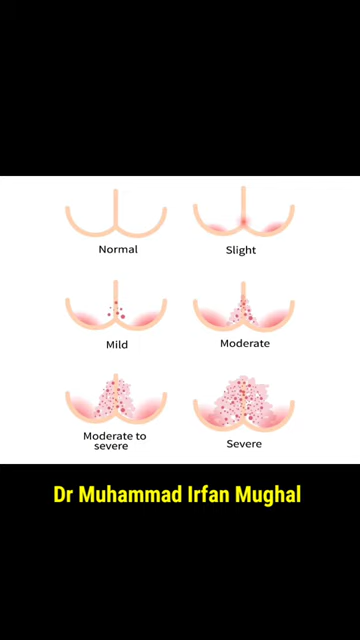 Normal
Slight
Mild
Moderate
Moderate to
severe
Severe
Dr Muhammad Irfan Mughal